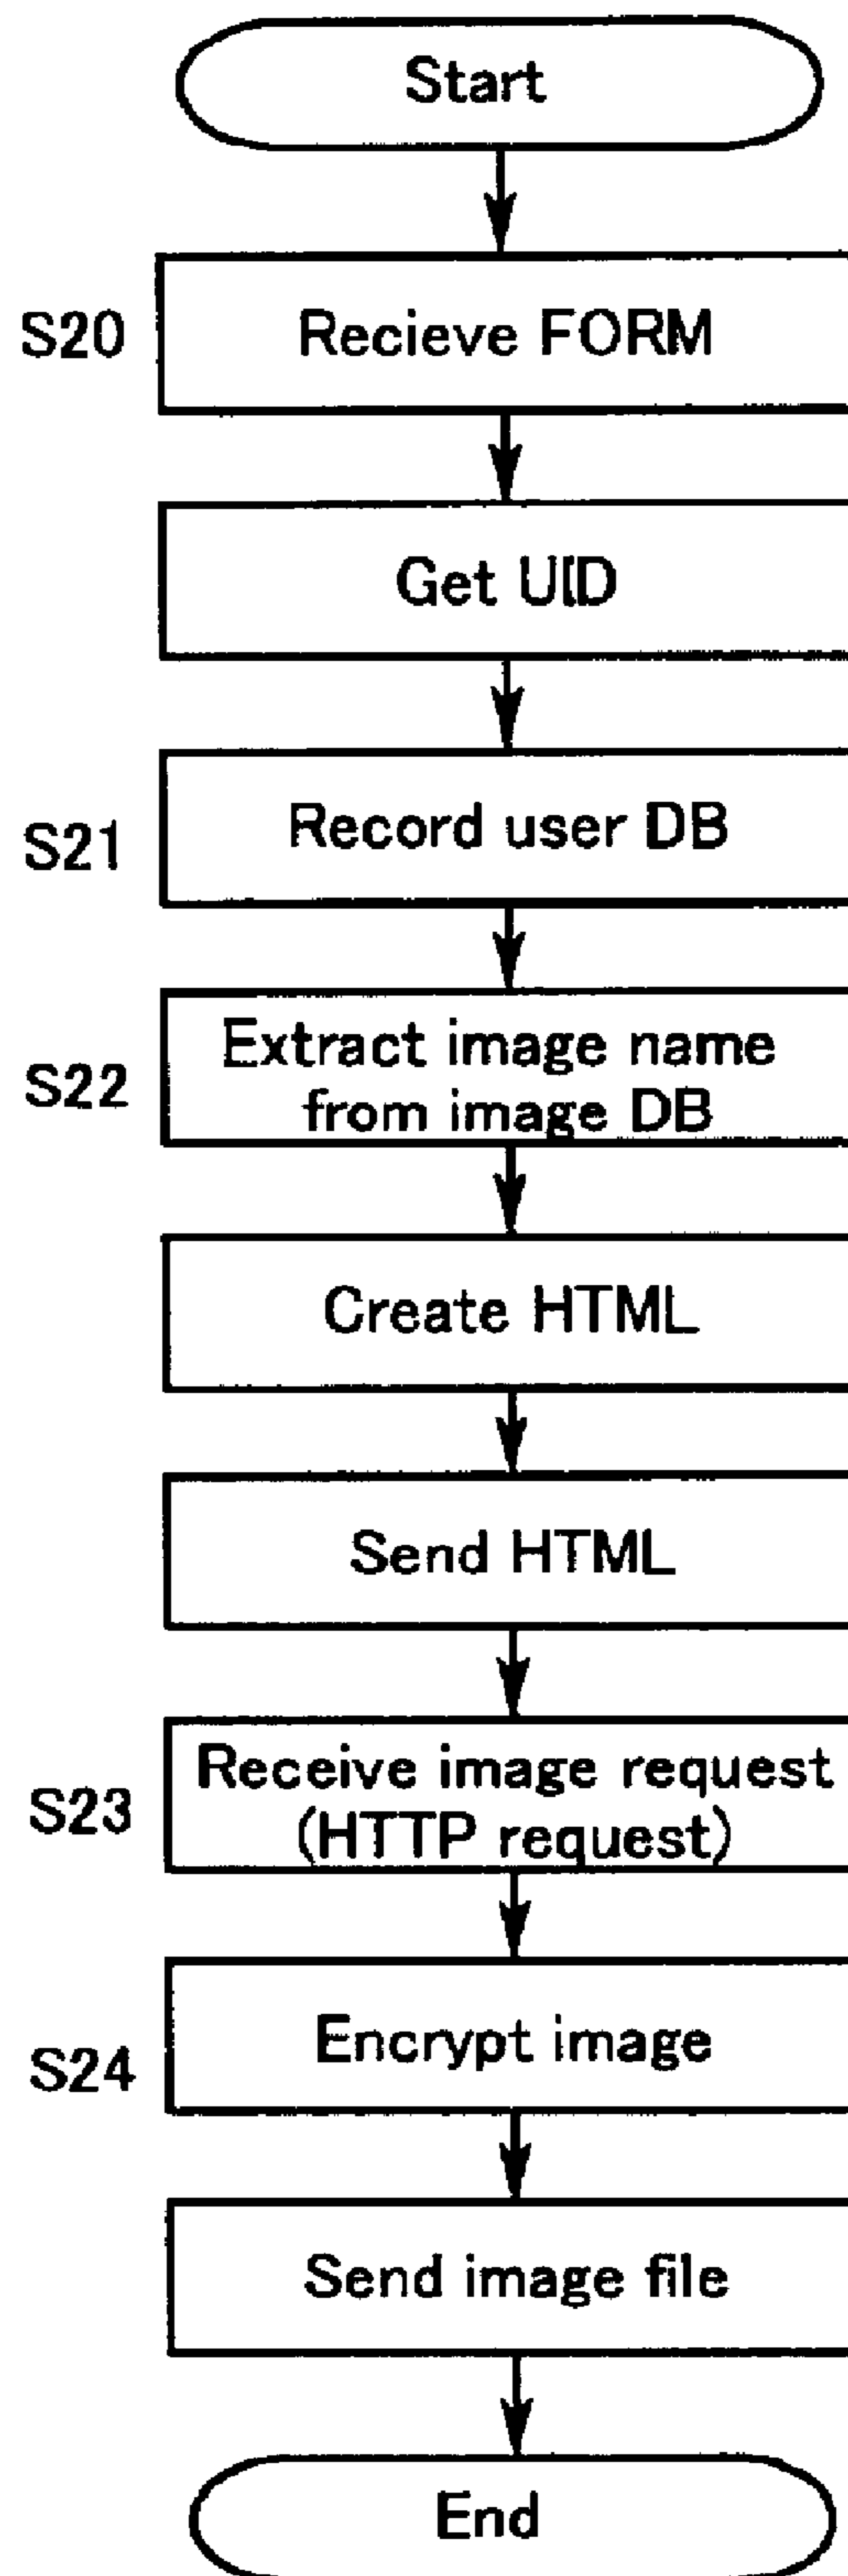 Start
S20
Recieve FORM
Get UID
S21
Record user DB
S22
Extract image name
from image DB
Create HTML
Send HTML
S23
Receive image request
(HTTP request)
S24
Encrypt image
Send image file
End